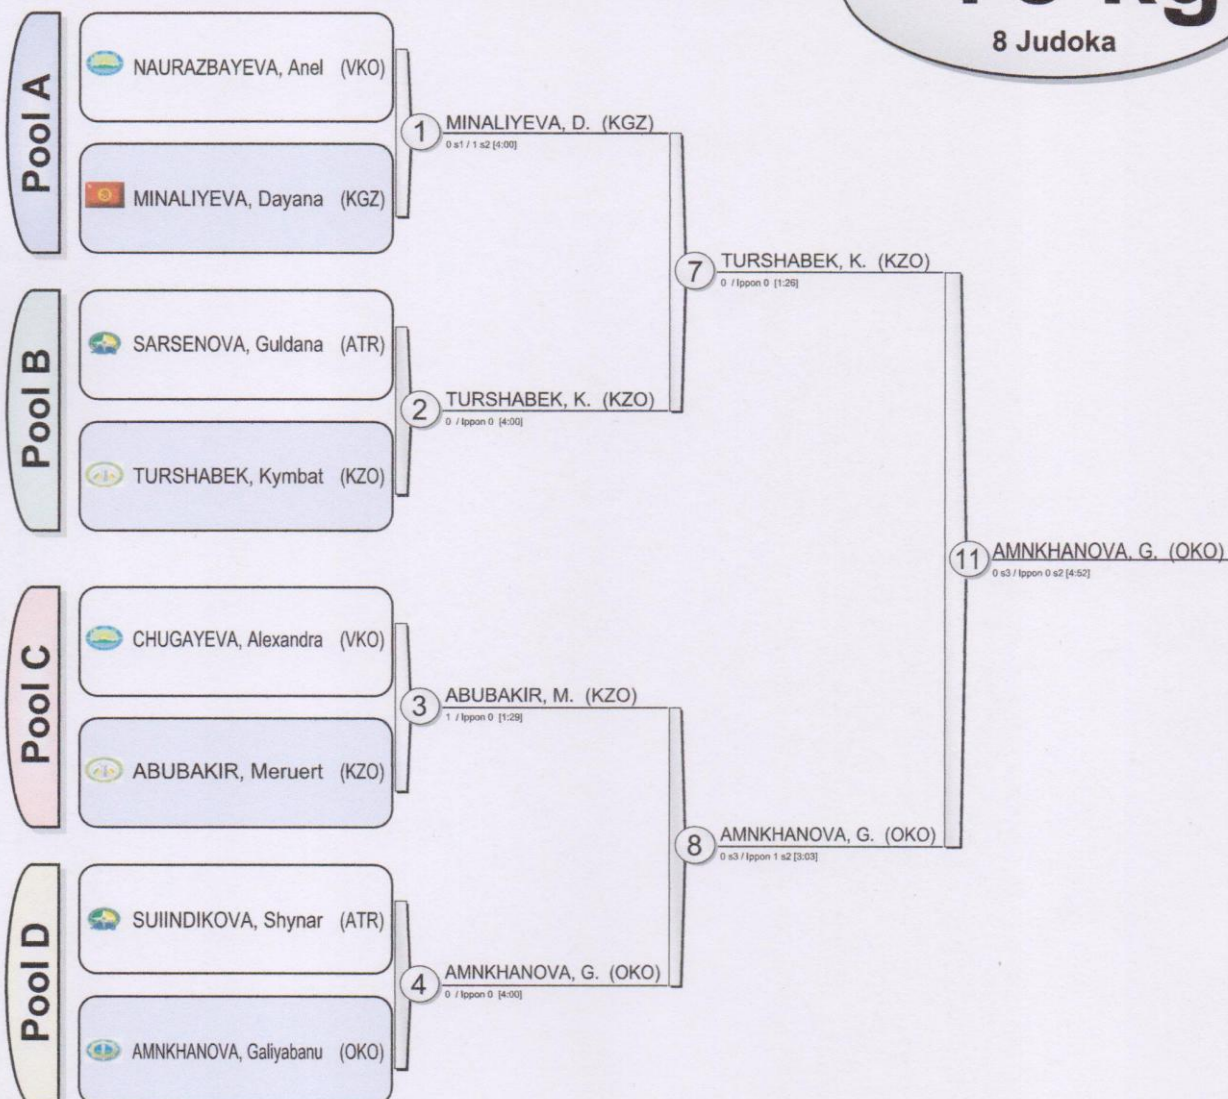 kg
8 Judoka
Pool A
NAURAZBAYEVA, Anel (VKO)
MINALIYEVA, Dayana (KGZ)
1 MINALIYEVA, D. (KGZ)
0 s1 / 1 s2 [4:00]
Pool B
SARSENOVA, Guldana (ATR)
TURSHABEK, Kymbat (KZO)
2 TURSHABEK, K. (KZO)
0 / Ippon 0 [4:00]
7 TURSHABEK, K. (KZO)
0 / Ippon 0 [1:26]
Pool C
CHUGAYEVA, Alexandra (VKO)
ABUBAKIR, Meruert (KZO)
3 ABUBAKIR, M. (KZO)
1 / Ippon 0 [1:29]
Pool D
SUIINDIKOVA, Shynar (ATR)
AMNKHANOVA, Galiyabanu (OKO)
4 AMNKHANOVA, G. (OKO)
0 / Ippon 0 [4:00]
8 AMNKHANOVA, G. (OKO)
0 s3 / Ippon 1 s2 [3:03]
11 AMNKHANOVA, G. (OKO)
0 s3 / Ippon 0 s2 [4:52]